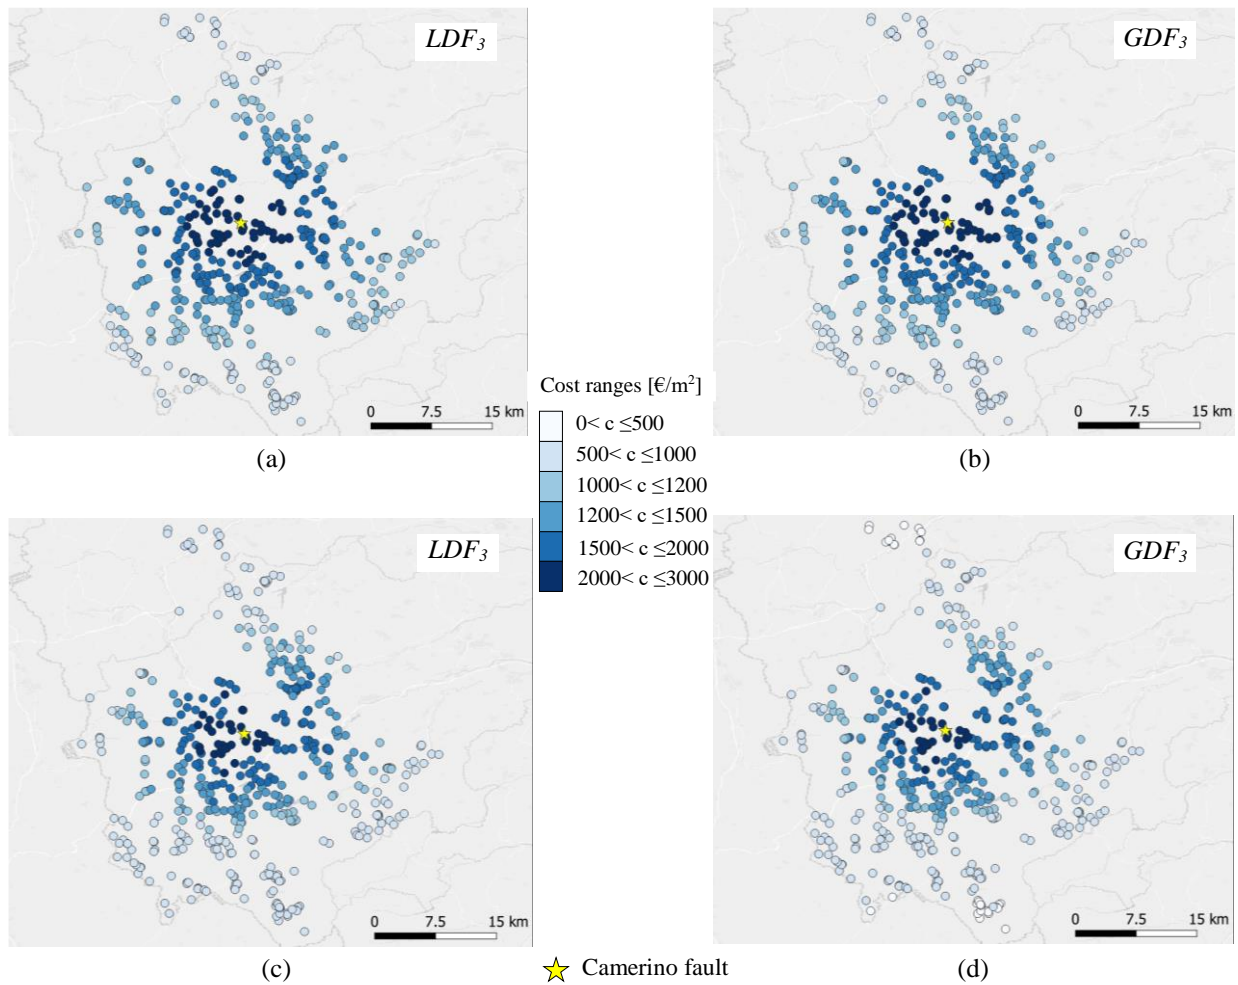 LDF3
GDF3
0 7.5 15 km
0 7.5 15 km
(a)
(b)
Cost ranges [€/m²]
0< c ≤500
500< c ≤1000
1000< c ≤1200
1200< c ≤1500
1500< c ≤2000
2000< c ≤3000
LDF3
GDF3
0 7.5 15 km
0 7.5 15 km
(c)
Camerino fault
(d)